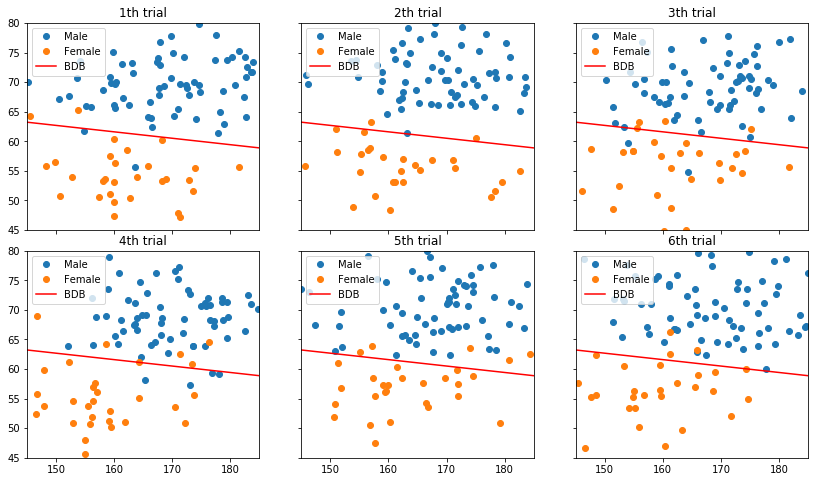 1th trial
2th trial
3th trial
80
75
70
65
60
55
50
45
Male
Female
BDB
Male
Female
BDB
Male
Female
BDB
4th trial
5th trial
6th trial
80
75
70
65
60
55
50
45
Male
Female
BDB
Male
Female
BDB
Male
Female
BDB
150 160 170 180
150 160 170 180
150 160 170 180